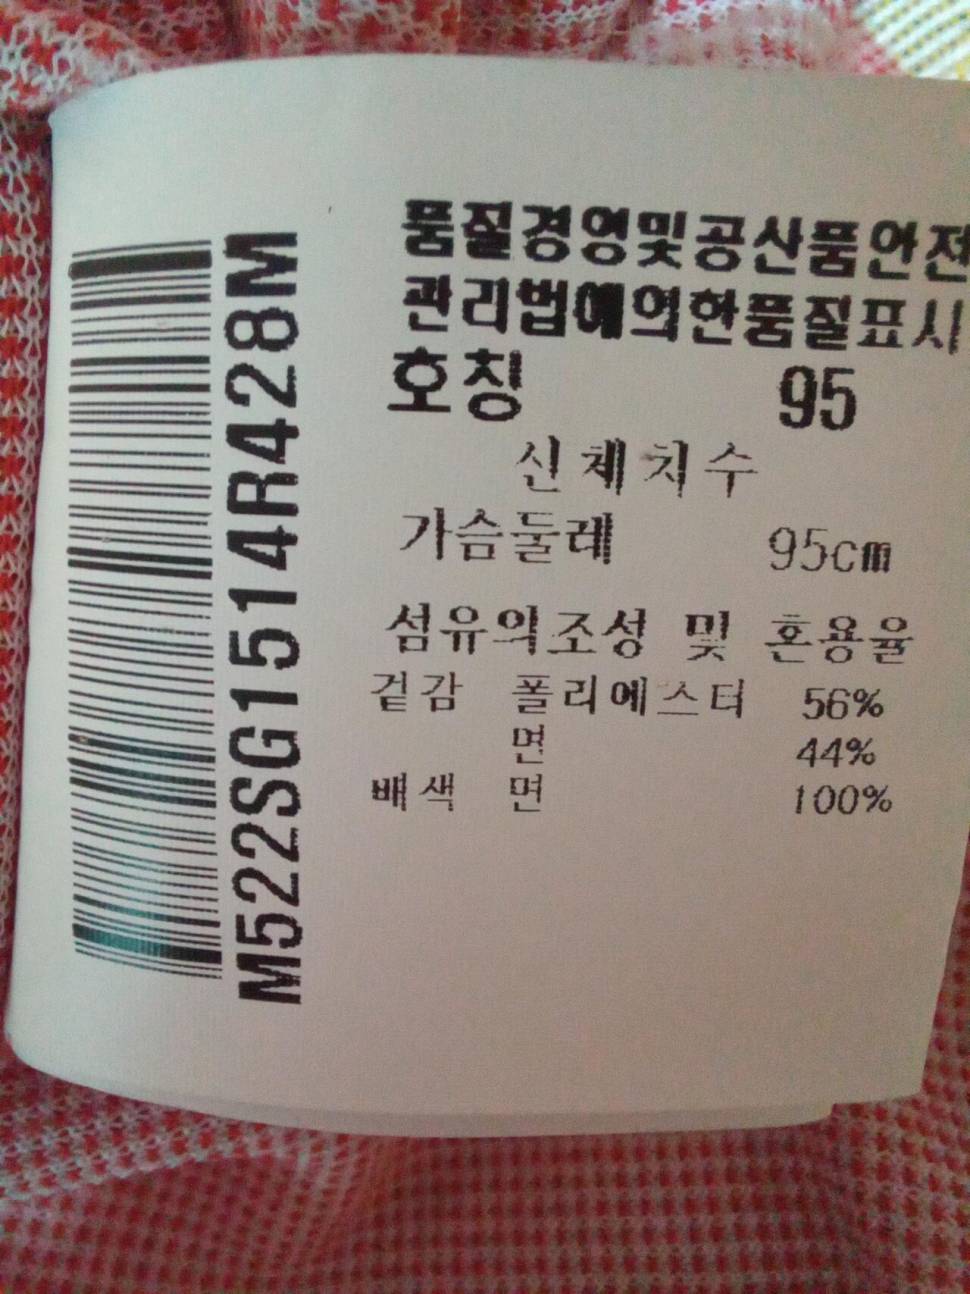 품질경영및공산품안전
관리법에의한품질표시
호칭 95
신체치수
가슴둘레 95cm
섬유의조성 및 혼용율
겉감 폴리에스터 56%
면 44%
배색 면 100%
M522SG1514R428M